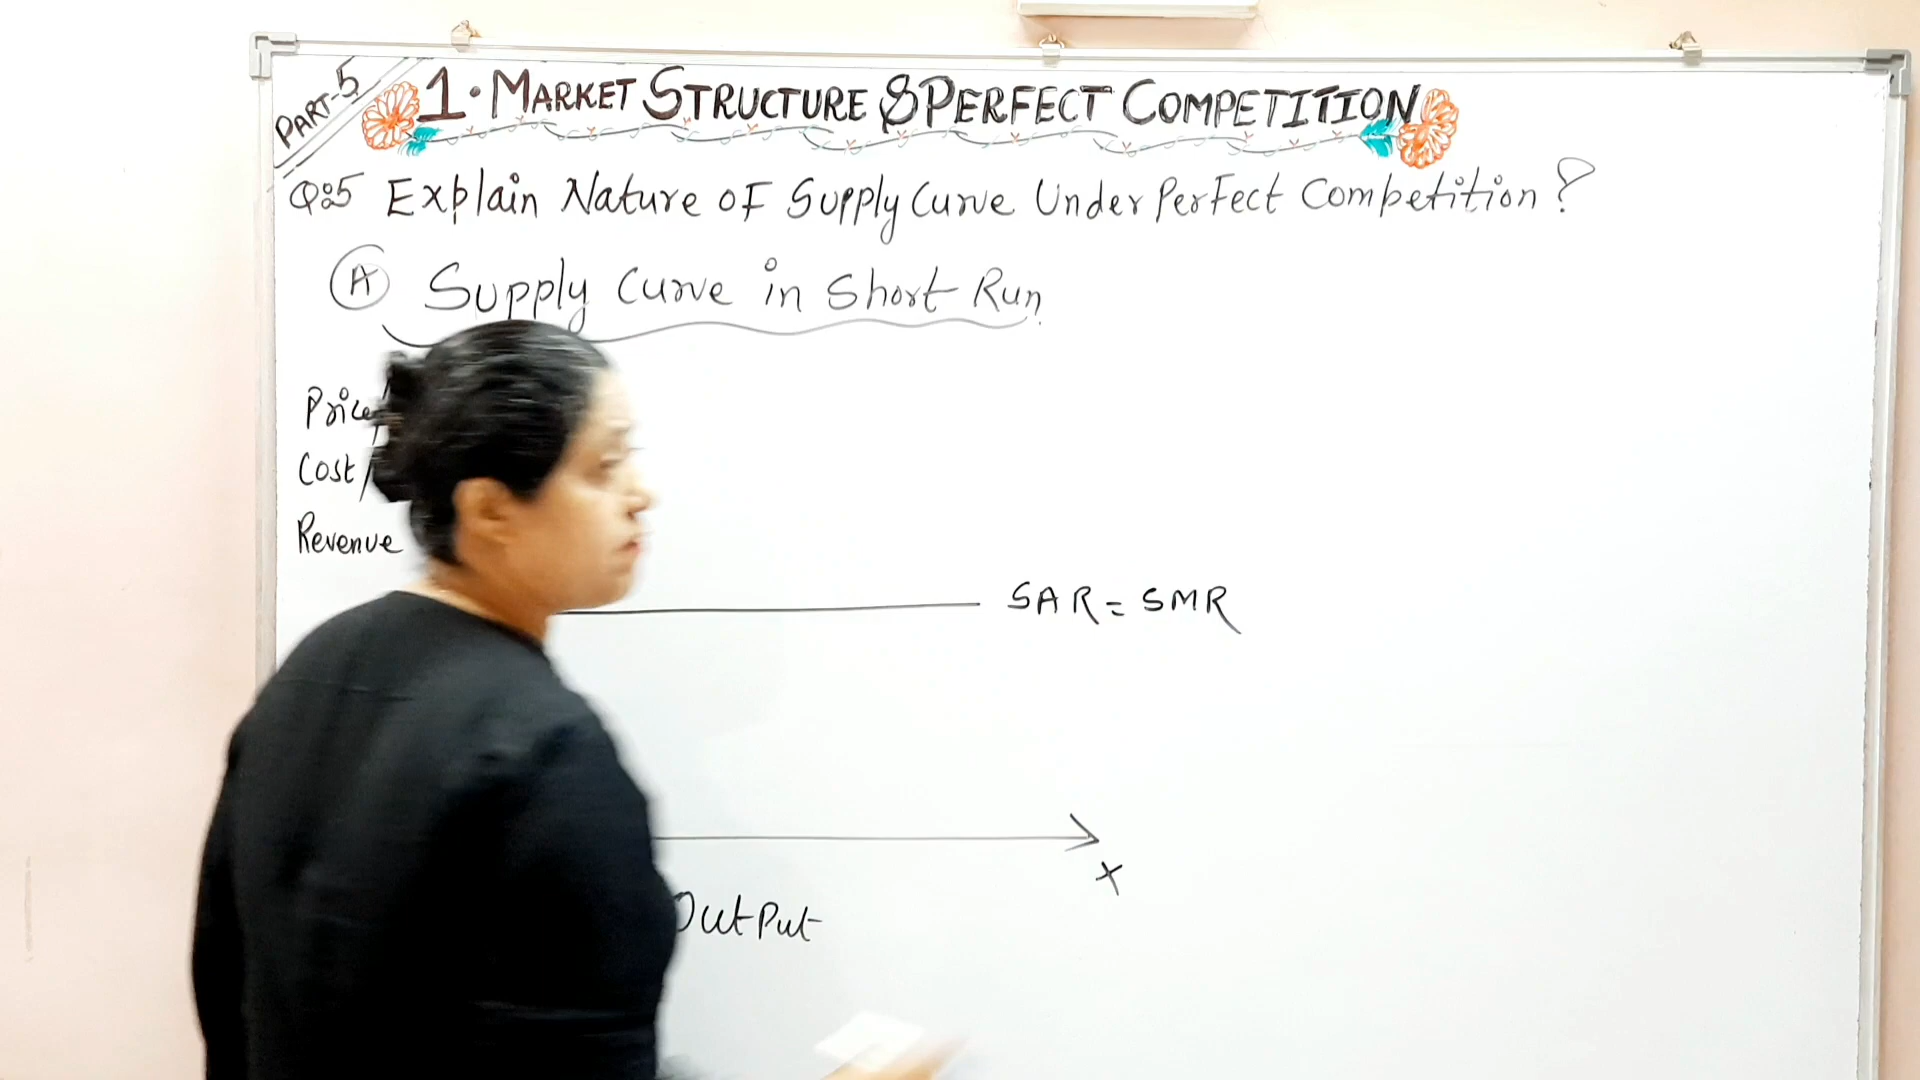 PART-5
1. MARKET STRUCTURE & PERFECT COMPETITION
Q:5 Explain Nature of Supply Curve Under Perfect Competition?
A Supply Curve in Short Run
Price/
Cost/
Revenue
SAR = SMR
X
Output